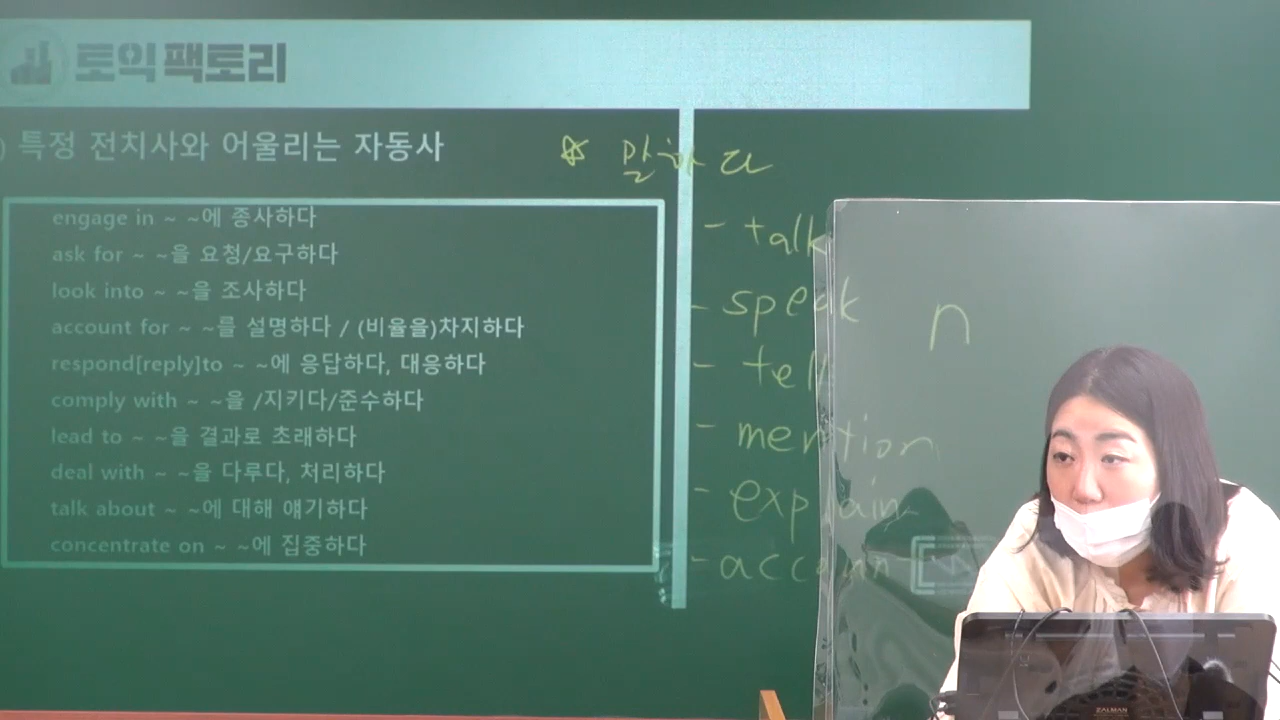 토익 팩토리
) 특정 전치사와 어울리는 자동사
☆ 말하다
engage in ~ ~에 종사하다
ask for ~ ~을 요청/요구하다
look into ~ ~을 조사하다
account for ~ ~를 설명하다 / (비율을)차지하다
respond[reply]to ~ ~에 응답하다, 대응하다
comply with ~ ~을 /지키다/준수하다
lead to ~ ~을 결과로 초래하다
deal with ~ ~을 다루다, 처리하다
talk about ~ ~에 대해 얘기하다
concentrate on ~ ~에 집중하다
- talk
- speak
n
- tell
- mention
- explain
- account
ZALMAN